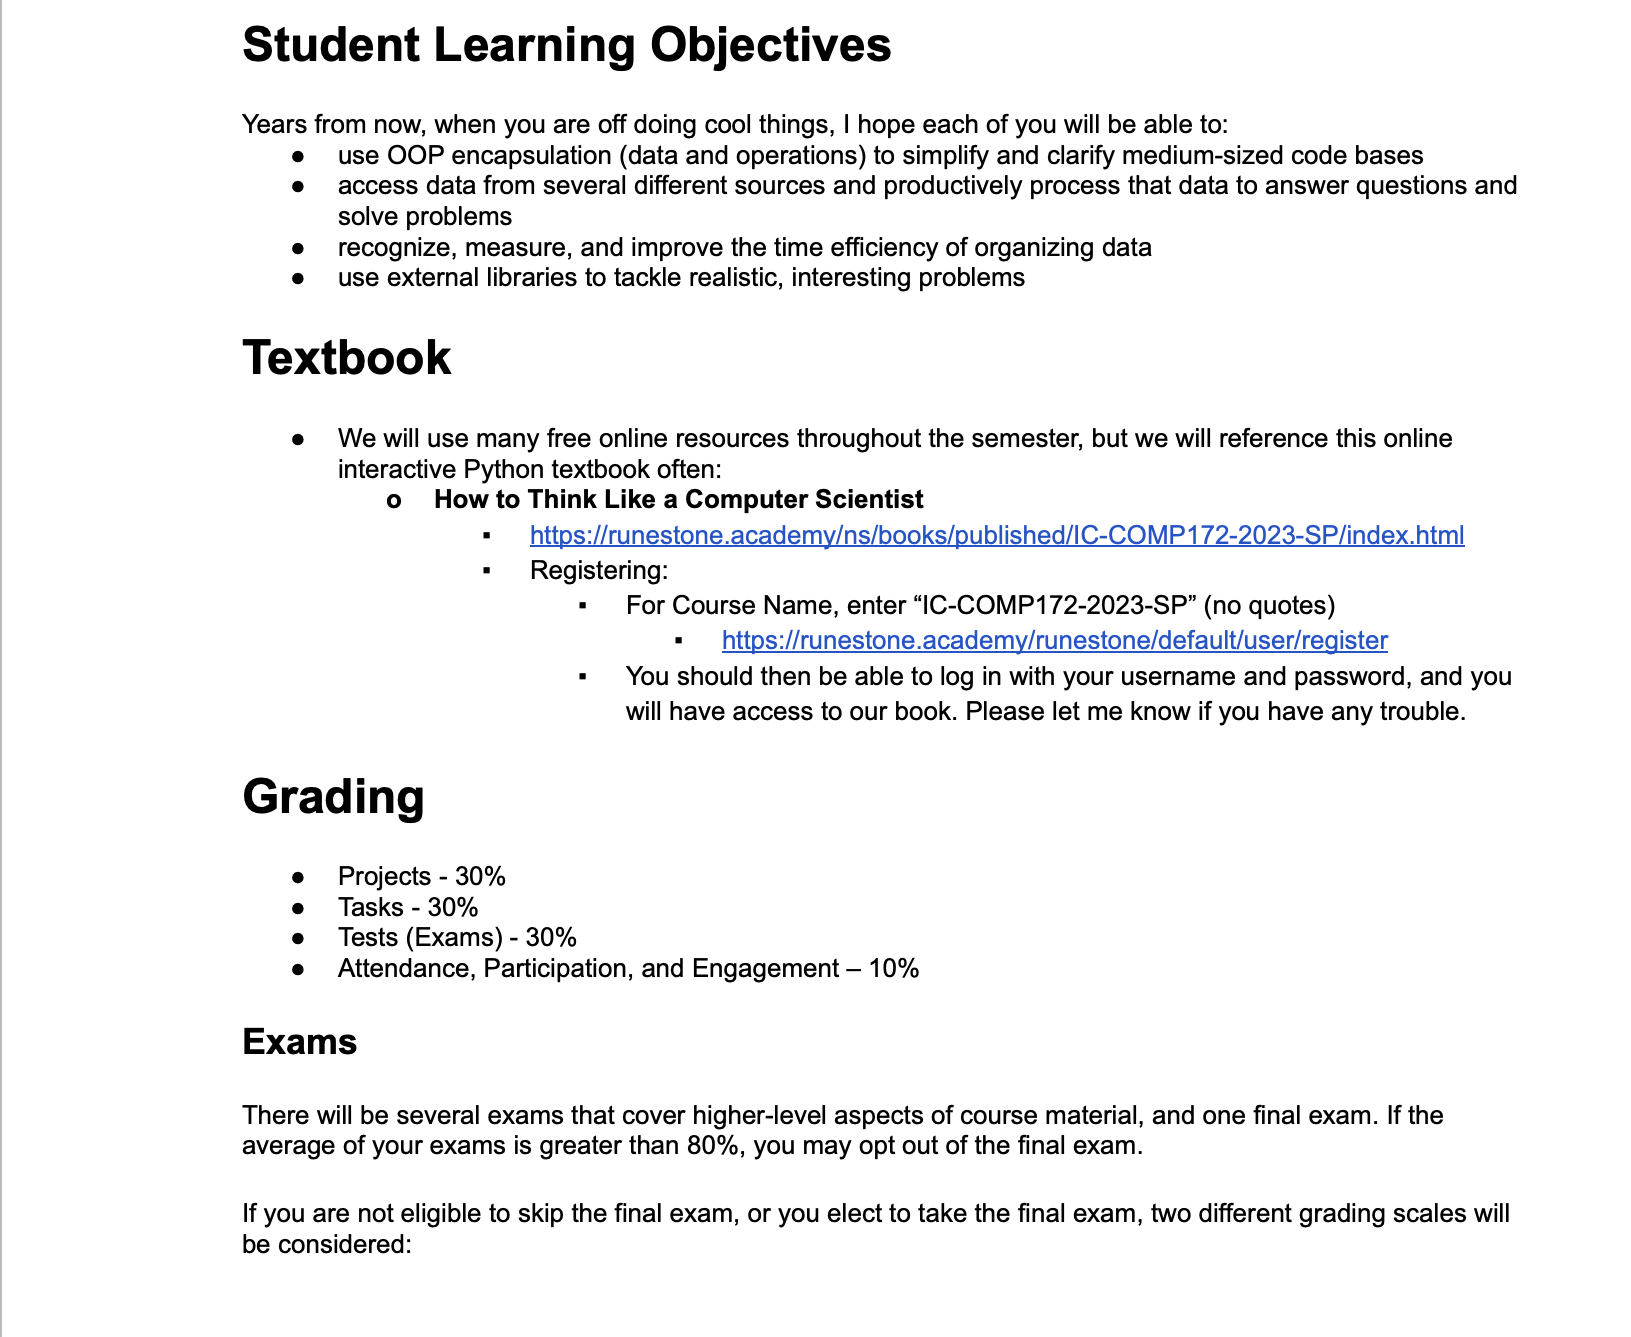 Student Learning Objectives
Years from now, when you are off doing cool things, I hope each of you will be able to:
● use OOP encapsulation (data and operations) to simplify and clarify medium-sized code bases
● access data from several different sources and productively process that data to answer questions and
solve problems
● recognize, measure, and improve the time efficiency of organizing data
● use external libraries to tackle realistic, interesting problems
Textbook
● We will use many free online resources throughout the semester, but we will reference this online
interactive Python textbook often:
o How to Think Like a Computer Scientist
▪ https://runestone.academy/ns/books/published/IC-COMP172-2023-SP/index.html
▪ Registering:
▪ For Course Name, enter “IC-COMP172-2023-SP” (no quotes)
▪ https://runestone.academy/runestone/default/user/register
▪ You should then be able to log in with your username and password, and you
will have access to our book. Please let me know if you have any trouble.
Grading
● Projects - 30%
● Tasks - 30%
● Tests (Exams) - 30%
● Attendance, Participation, and Engagement – 10%
Exams
There will be several exams that cover higher-level aspects of course material, and one final exam. If the
average of your exams is greater than 80%, you may opt out of the final exam.
If you are not eligible to skip the final exam, or you elect to take the final exam, two different grading scales will
be considered: